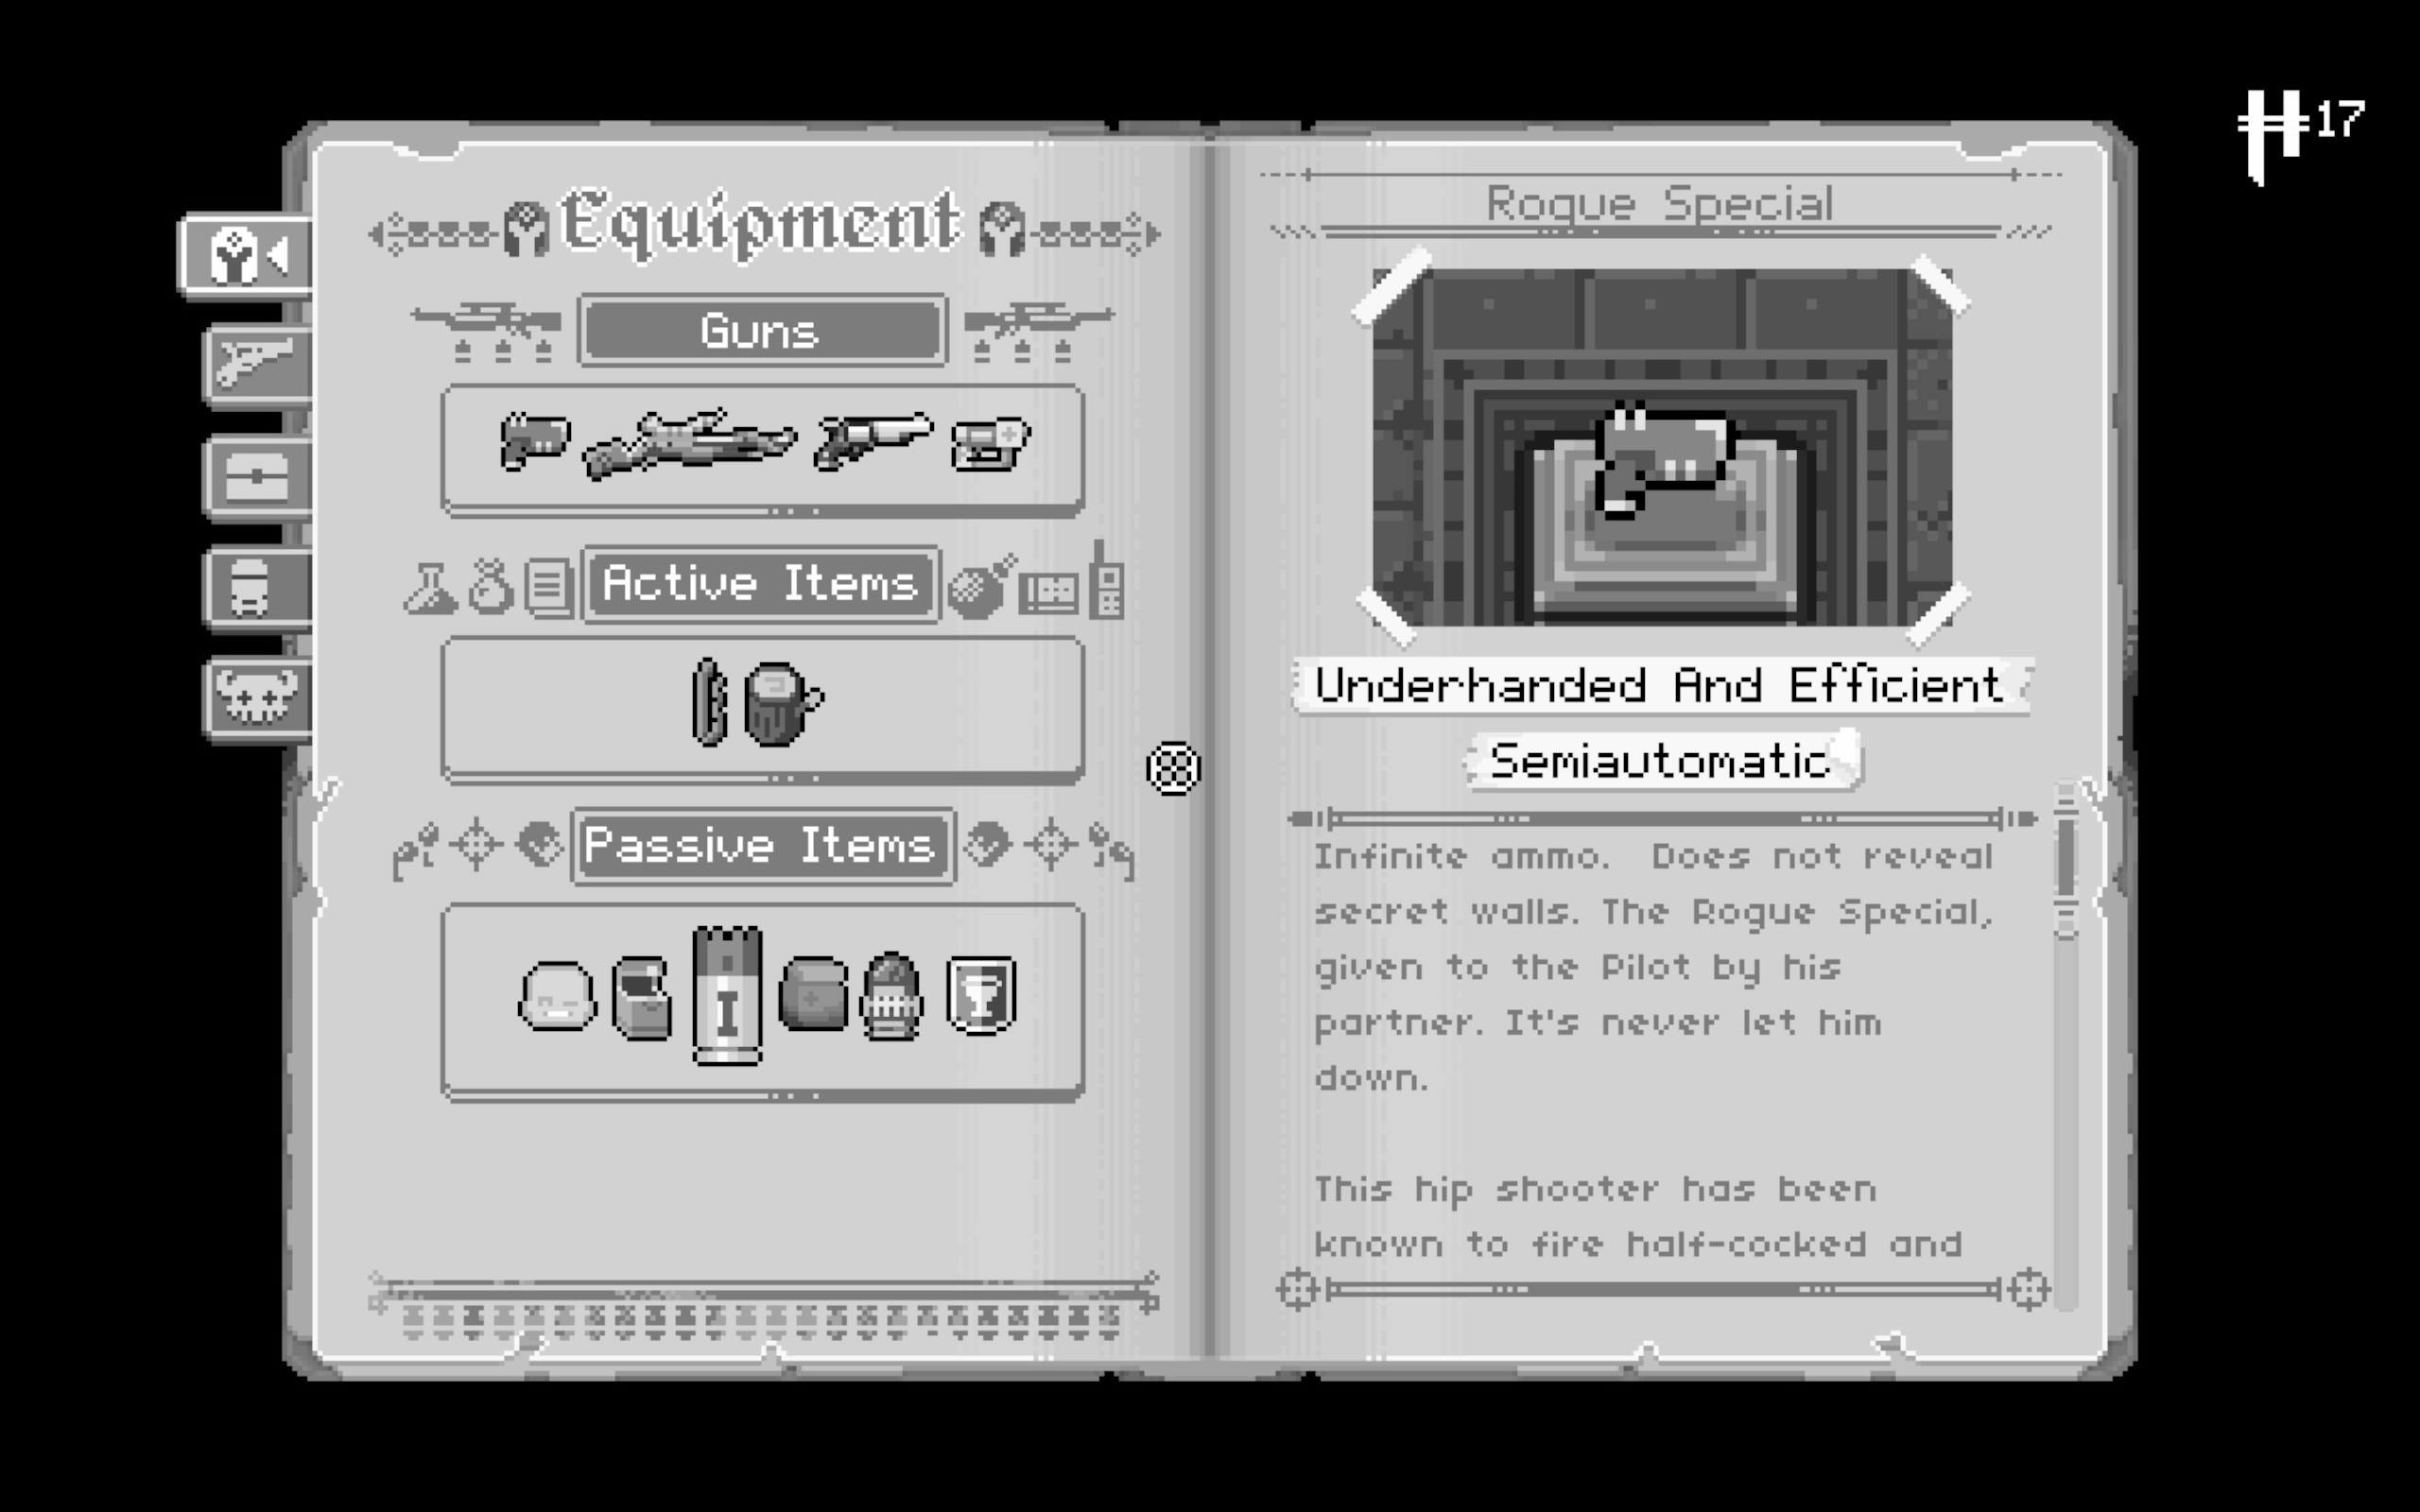 17
Equipment
Guns
Active Items
Passive Items
I
Rogue Special
Underhanded And Efficient
Semiautomatic
Infinite ammo.  Does not reveal
secret walls. The Rogue Special,
given to the Pilot by his
partner. It's never let him
down.
This hip shooter has been
known to fire half-cocked and